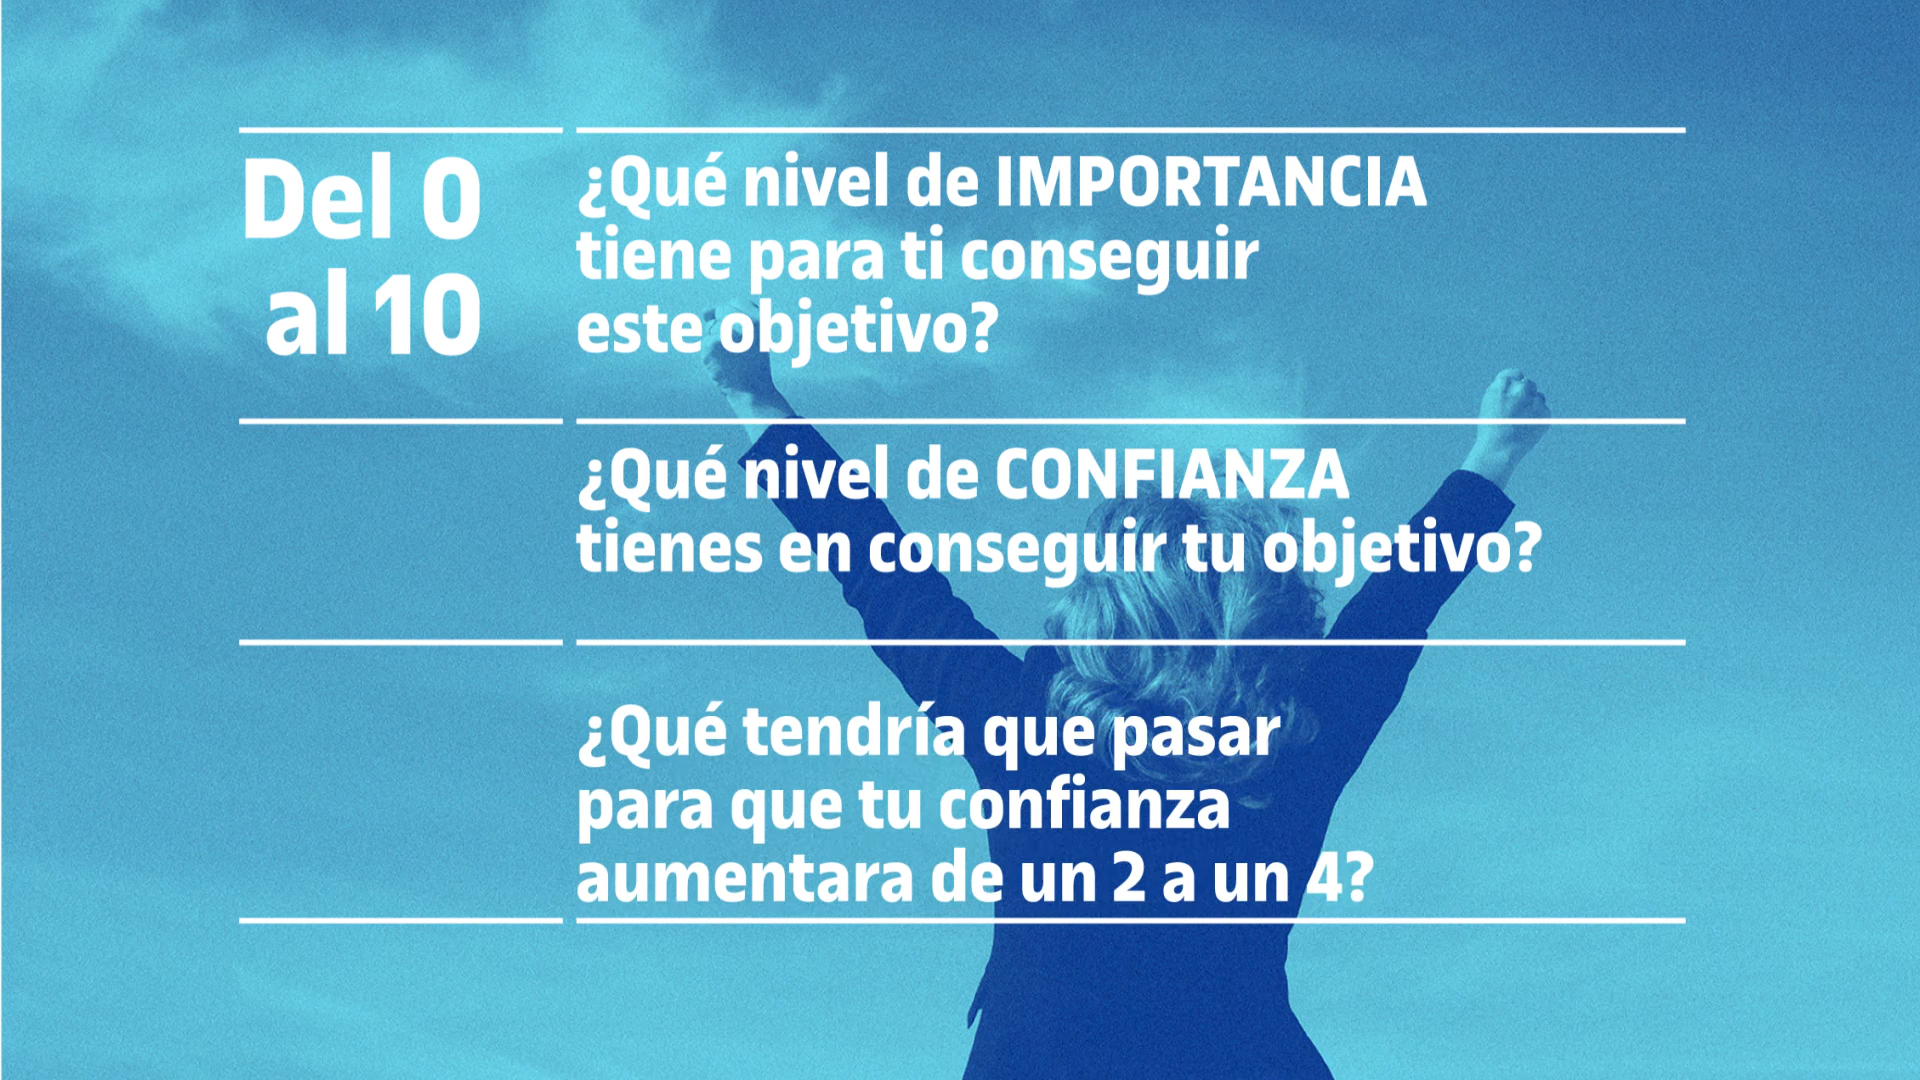 Del 0
al 10
¿Qué nivel de IMPORTANCIA
tiene para ti conseguir
este objetivo?
¿Qué nivel de CONFIANZA
tienes en conseguir tu objetivo?
¿Qué tendría que pasar
para que tu confianza
aumentara de un 2 a un 4?